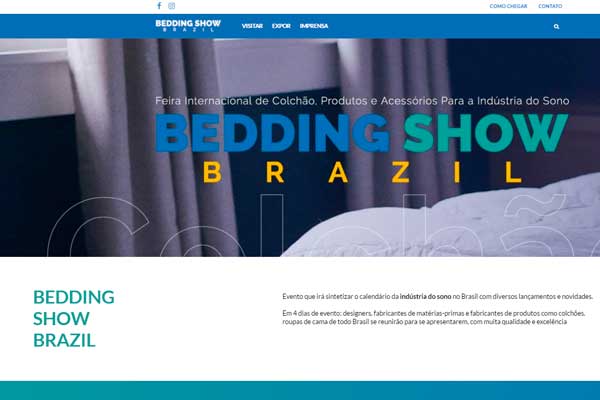 COMO CHEGAR CONTATO
BEDDING SHOW
BRAZIL
VISITAR EXPOR IMPRENSA
Feira Internacional de Colchão, Produtos e Acessórios Para a Indústria do Sono
BEDDING SHOW
BRAZIL
Colchão
BEDDING
SHOW
BRAZIL
Evento que irá sintetizar o calendário da indústria do sono no Brasil com diversos lançamentos e novidades.
Em 4 dias de evento; designers, fabricantes de matérias-primas e fabricantes de produtos como colchões,
roupas de cama de todo Brasil se reunirão para se apresentarem, com muita qualidade e excelência